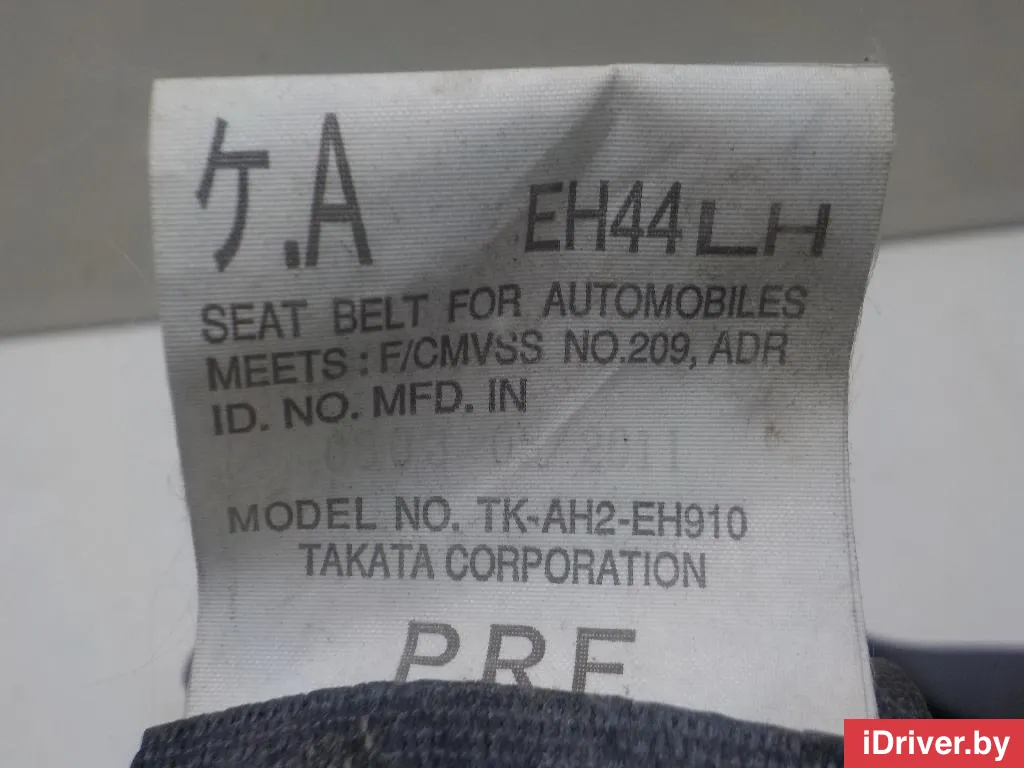 ケ.A
EH44LH
SEAT BELT FOR AUTOMOBILES
MEETS : F/CMVSS NO.209, ADR
ID. NO. MFD. IN
2011
MODEL NO. TK-AH2-EH910
TAKATA CORPORATION
iDriver.by